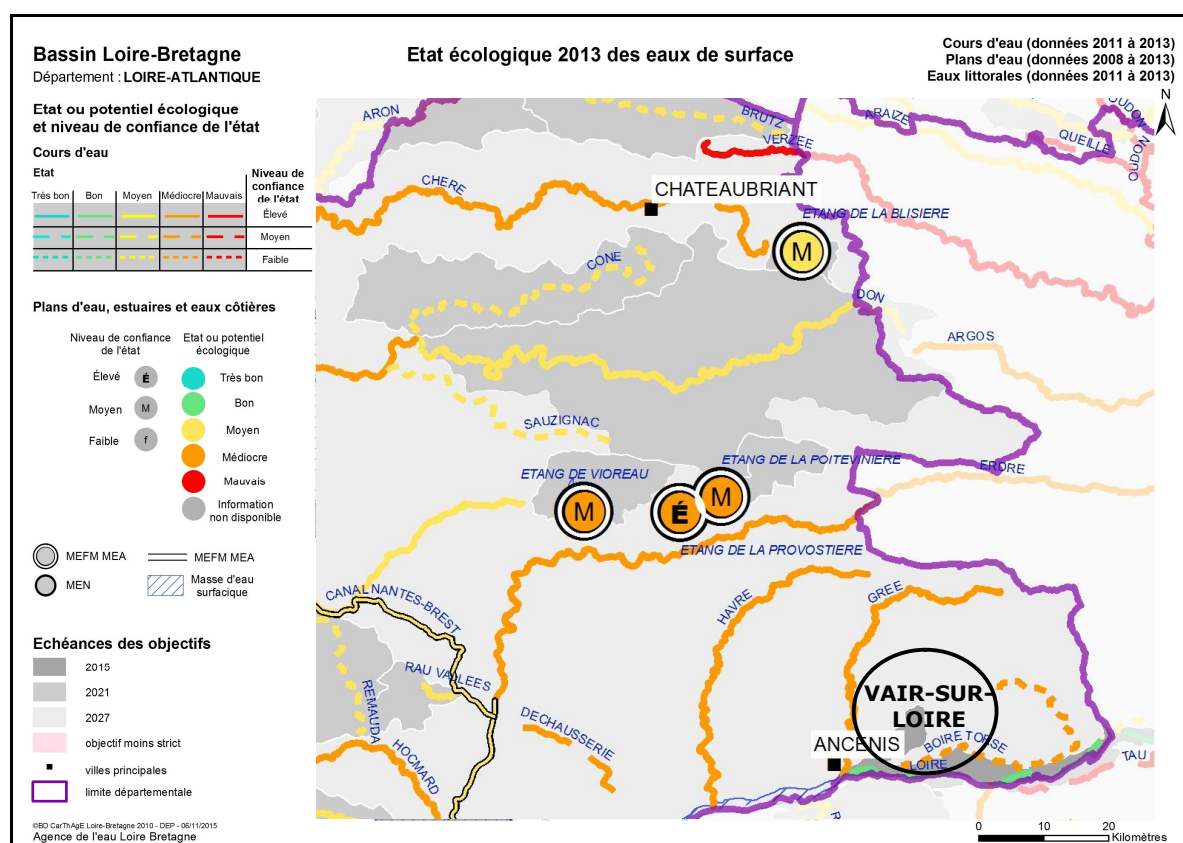 Bassin Loire-Bretagne
Département : LOIRE-ATLANTIQUE
Etat écologique 2013 des eaux de surface
Cours d'eau (données 2011 à 2013)
Plans d'eau (données 2008 à 2013)
Eaux littorales (données 2011 à 2013)
N
Etat ou potentiel écologique
et niveau de confiance de l'état
Cours d'eau
Etat
Niveau de
confiance
de l'état
Très bon
Bon
Moyen
Médiocre
Mauvais
Élevé
Moyen
Faible
Plans d'eau, estuaires et eaux côtières
Niveau de confiance
de l'état
Etat ou potentiel
écologique
Élevé
É
Très bon
Moyen
M
Bon
Faible
f
Moyen
Médiocre
Mauvais
Information
non disponible
MEFM MEA
MEFM MEA
MEN
Masse d'eau
surfacique
Echéances des objectifs
2015
2021
2027
objectif moins strict
villes principales
limite départementale
©BD CarThAgE Loire-Bretagne 2010 - DEP - 06/11/2015
Agence de l'eau Loire Bretagne
ARON
BRUTZ
VERZEE
ARAIZE
QUEILLE
OUDON
OUDON
CHERE
CHATEAUBRIANT
ETANG DE LA BLISIERE
M
CONE
DON
ARGOS
SAUZIGNAC
ETANG DE VIOREAU
ETANG DE LA POITEVINIERE
ERDRE
M
É
M
ETANG DE LA PROVOSTIERE
CANAL NANTES-BREST
HAVRE
GREE
RAU VALLEES
REMAUDA
HOCMARD
DECHAUSSERIE
VAIR-SUR-
LOIRE
ANCENIS
BOIRE TORSE
LOIRE
TAU
0 10 20
Kilomètres